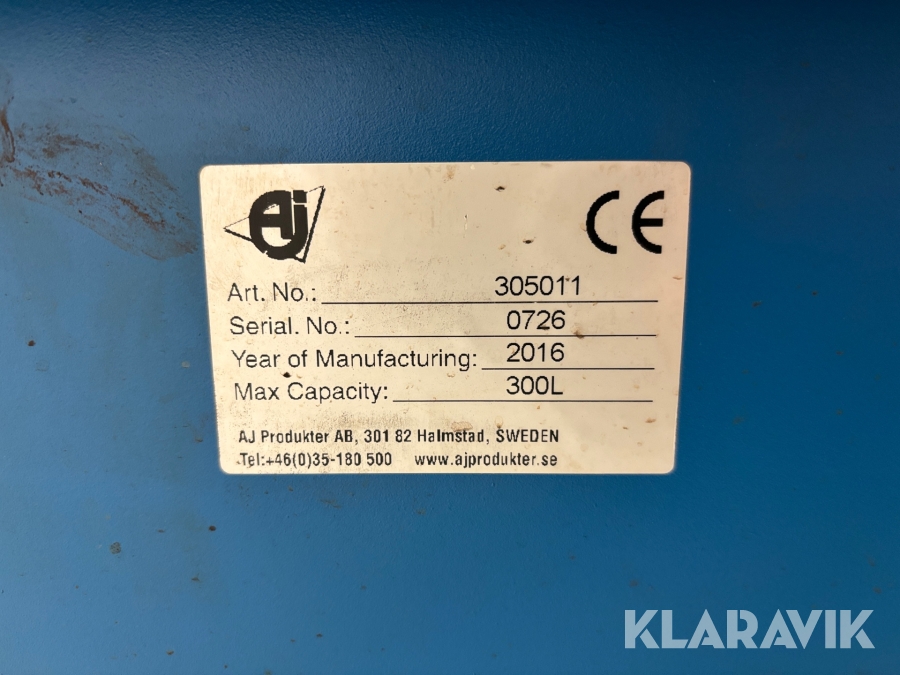 Aj
CE
Art. No.: 305011
Serial. No.: 0726
Year of Manufacturing: 2016
Max Capacity: 300L
AJ Produkter AB, 301 82 Halmstad, SWEDEN
Tel:+46(0)35-180 500 www.ajprodukter.se
KLARAVIK